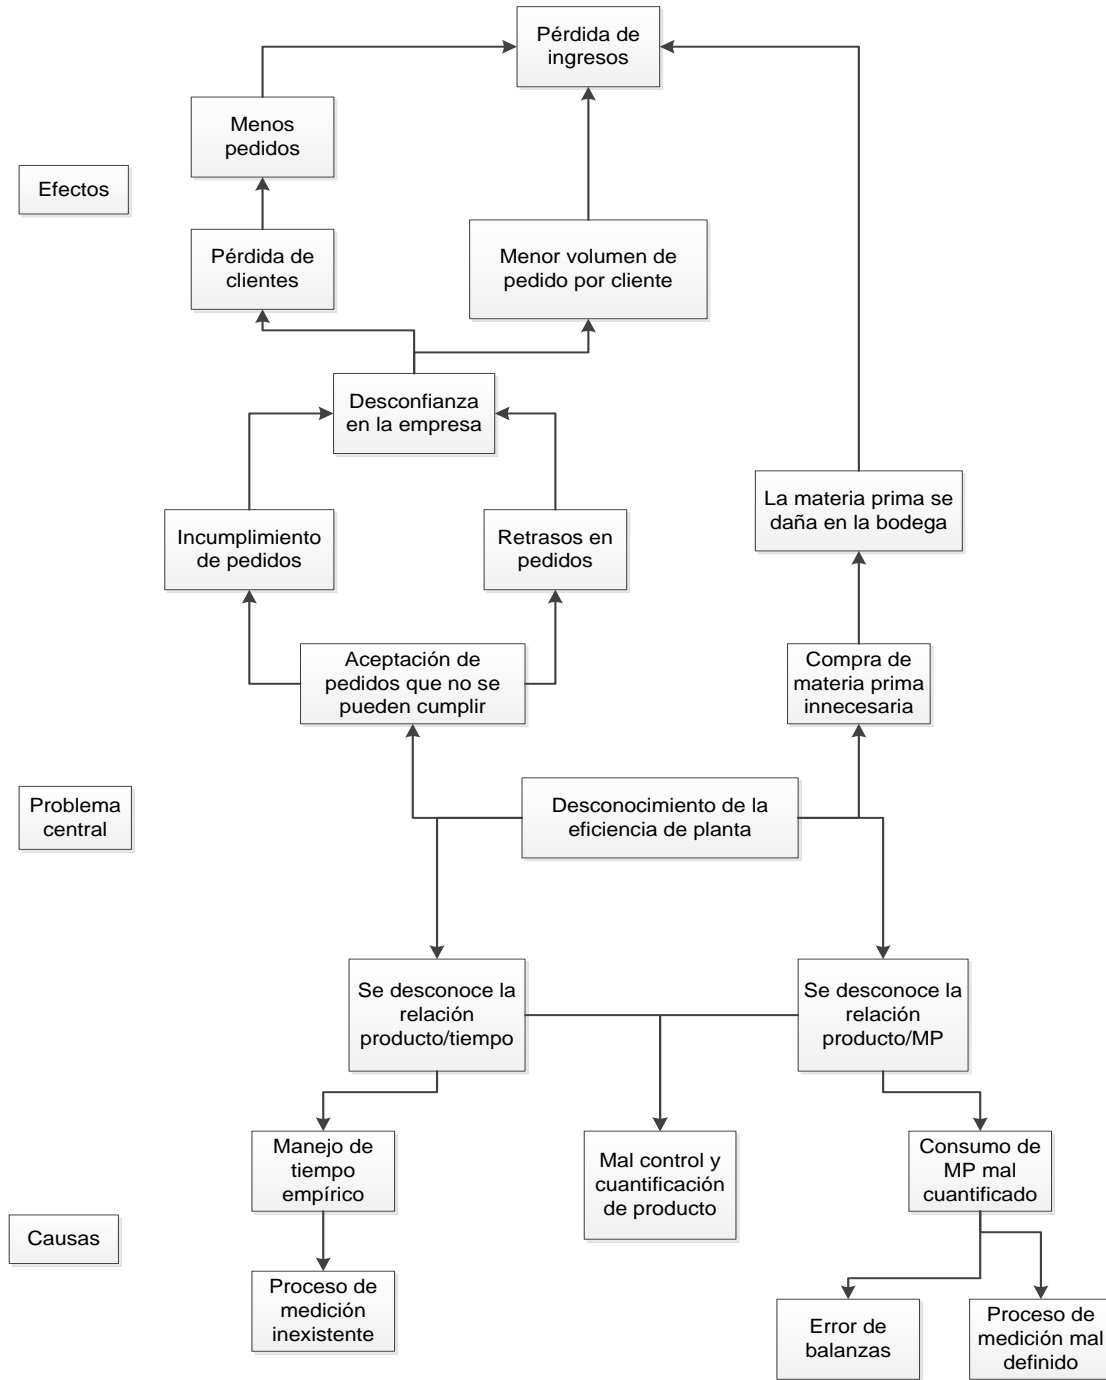 Pérdida de
ingresos
Menos
pedidos
Efectos
Pérdida de
clientes
Menor volumen de
pedido por cliente
Desconfianza
en la empresa
La materia prima se
daña en la bodega
Incumplimiento
de pedidos
Retrasos en
pedidos
Aceptación de
pedidos que no se
pueden cumplir
Compra de
materia prima
innecesaria
Problema
central
Desconocimiento de la
eficiencia de planta
Se desconoce la
relación
producto/tiempo
Se desconoce la
relación
producto/MP
Manejo de
tiempo
empírico
Mal control y
cuantificación
de producto
Consumo de
MP mal
cuantificado
Causas
Proceso de
medición
inexistente
Error de
balanzas
Proceso de
medición mal
definido